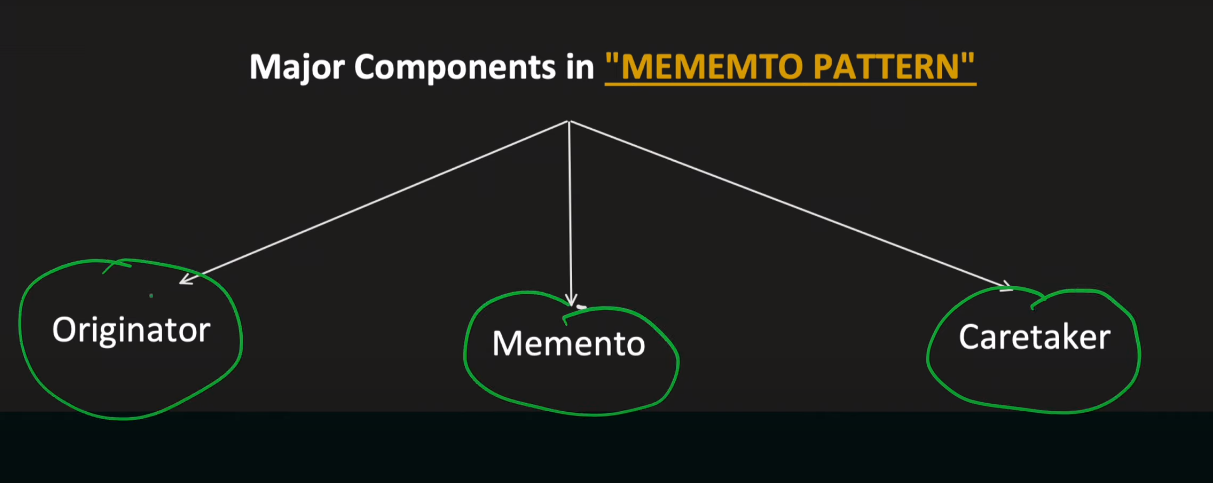 Major Components in "MEMEMTO PATTERN"
Originator
Memento
Caretaker